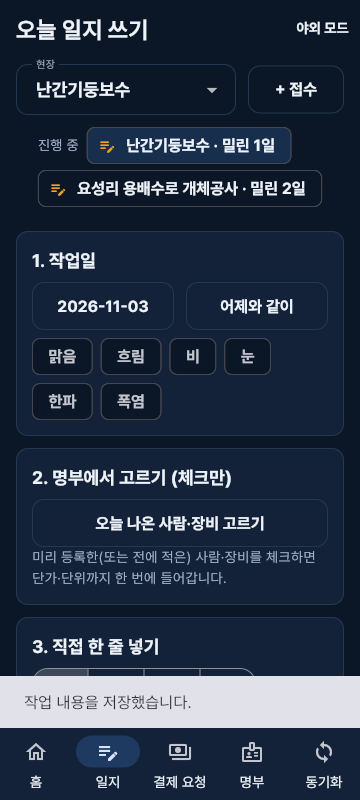 오늘 일지 쓰기
야외 모드
현장
난간기둥보수
+ 접수
진행 중
난간기둥보수 · 밀린 1일
요성리 용배수로 개체공사 · 밀린 2일
1. 작업일
2026-11-03
어제와 같이
맑음
흐림
비
눈
한파
폭염
2. 명부에서 고르기 (체크만)
오늘 나온 사람·장비 고르기
미리 등록한(또는 전에 적은) 사람·장비를 체크하면
단가·단위까지 한 번에 들어갑니다.
3. 직접 한 줄 넣기
작업 내용을 저장했습니다.
홈
일지
결제 요청
명부
동기화